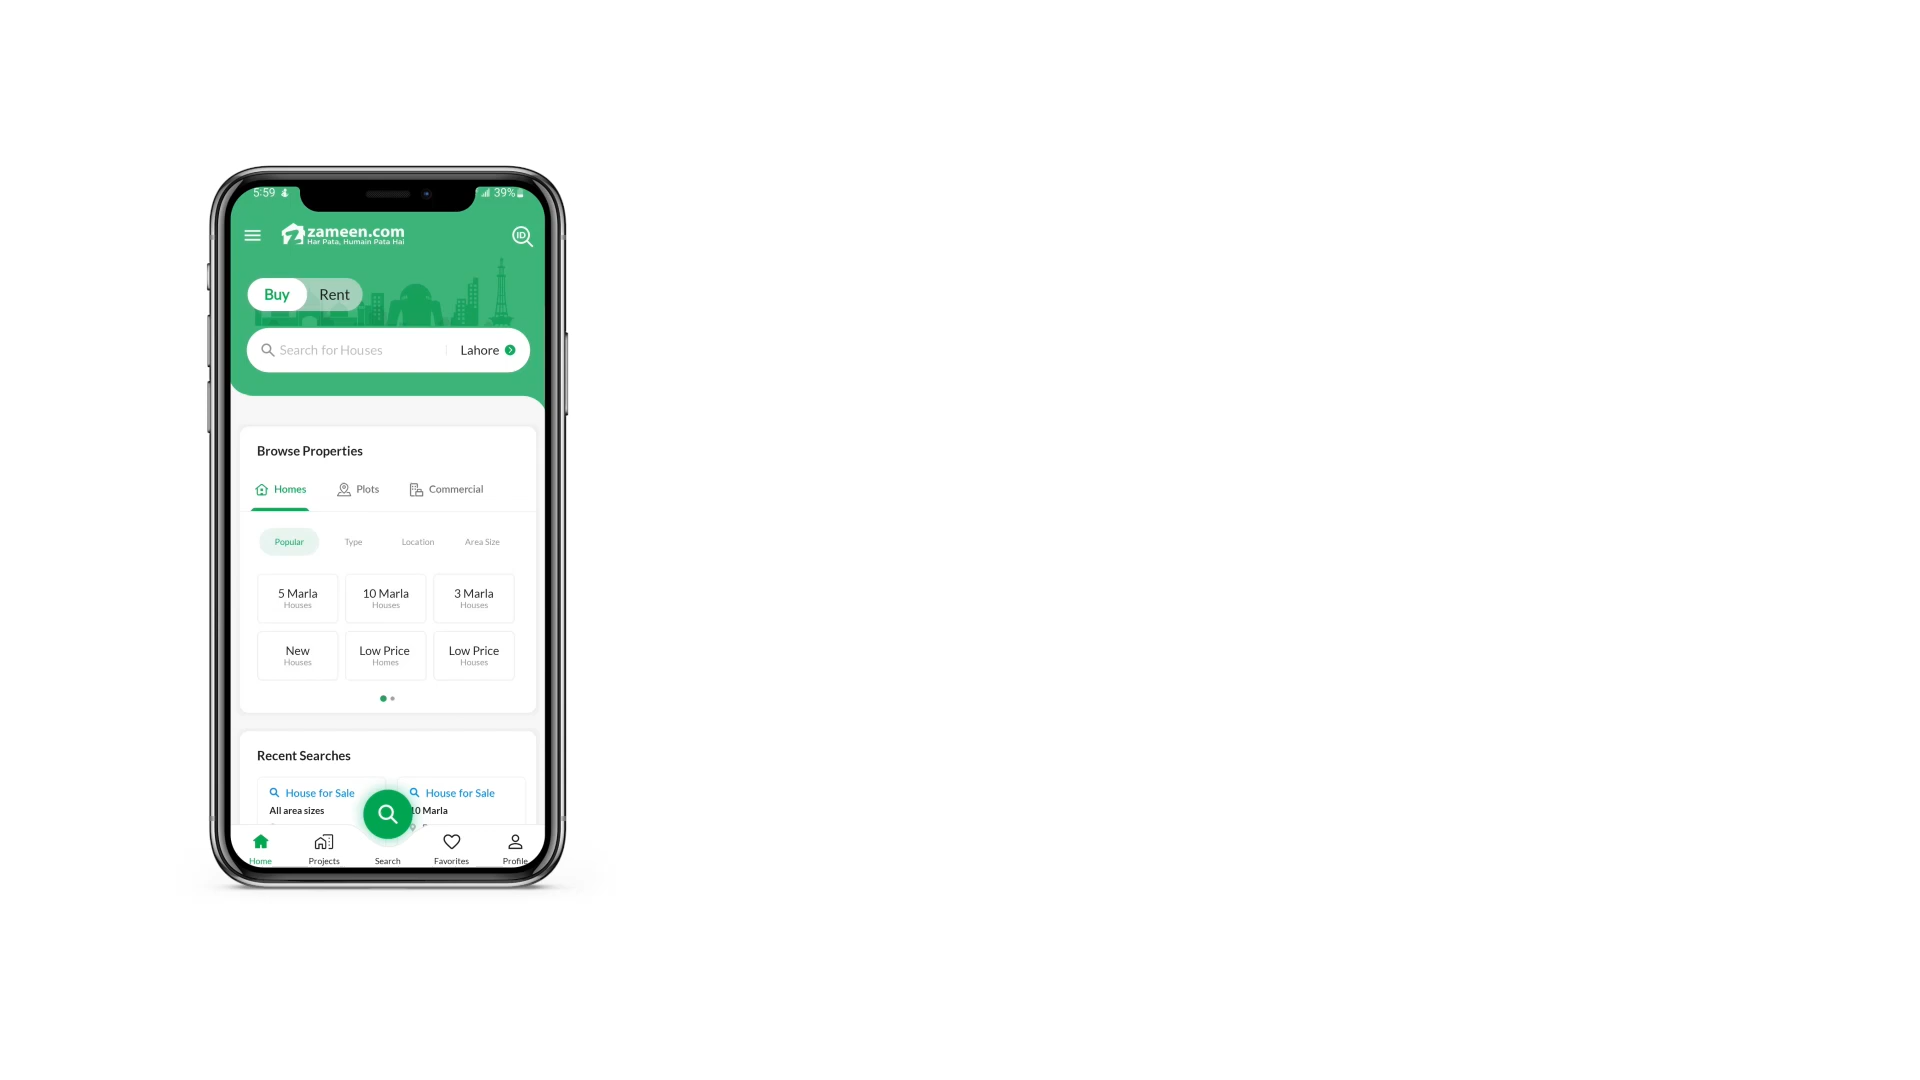 5:59 39%
zameen.com
Har Pata, Humain Pata Hai
ID
Buy Rent
Search for Houses Lahore
Browse Properties
Homes Plots Commercial
Popular Type Location Area Size
5 Marla 10 Marla 3 Marla
Houses Houses Houses
New Low Price Low Price
Houses Homes Houses
Recent Searches
House for Sale House for Sale
All area sizes 10 Marla
Home Projects Search Favorites Profile